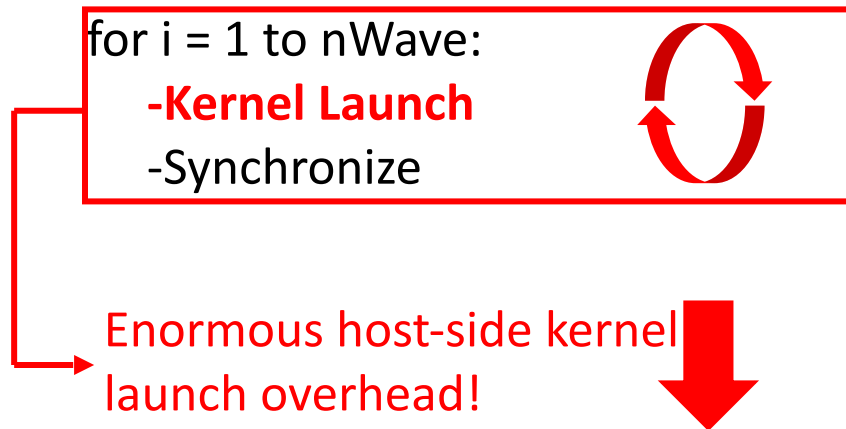 for i = 1 to nWave:
-Kernel Launch
-Synchronize
Enormous host-side kernel
launch overhead!